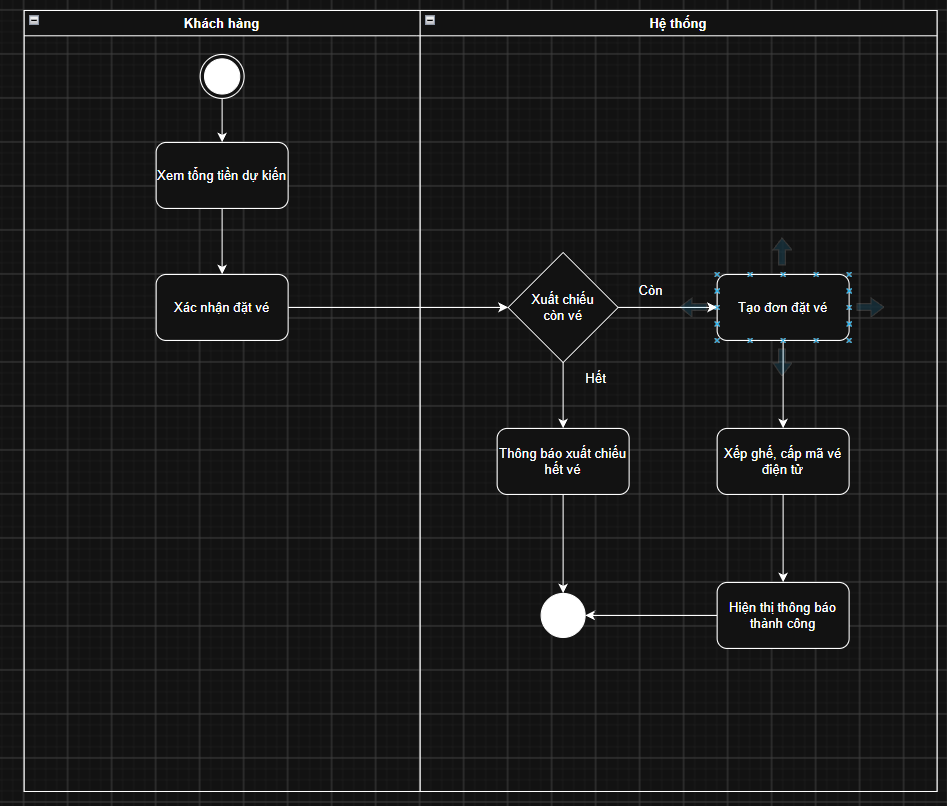 Khách hàng
Hệ thống
Xem tổng tiền dự kiến
Xác nhận đặt vé
Xuất chiếu
còn vé
Còn
Tạo đơn đặt vé
Hết
Thông báo xuất chiếu
hết vé
Xếp ghế, cấp mã vé
điện tử
Hiện thị thông báo
thành công